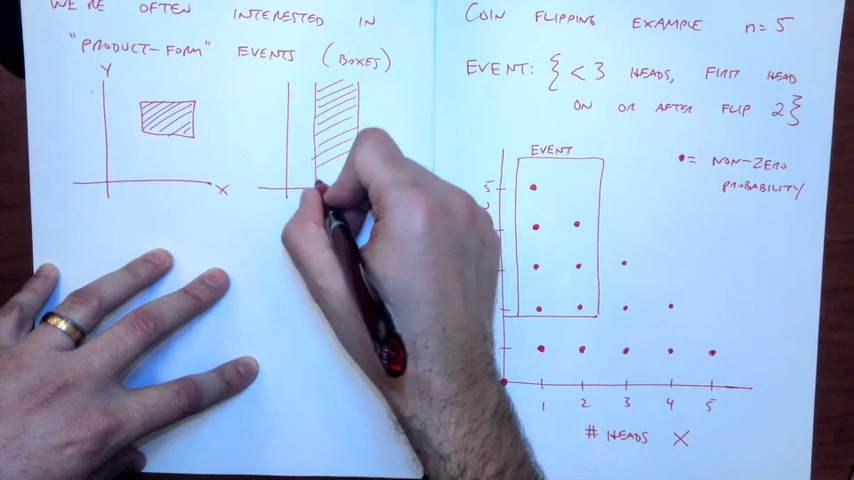 WE'RE OFTEN INTERESTED IN
"PRODUCT-FORM" EVENTS (BOXES)
Y
X
COIN FLIPPING EXAMPLE n=5
EVENT: { < 3 HEADS, FIRST HEAD
ON OR AFTER FLIP 2}
EVENT
• = NON-ZERO
PROBABILITY
5
1 2 3 4 5
# HEADS X